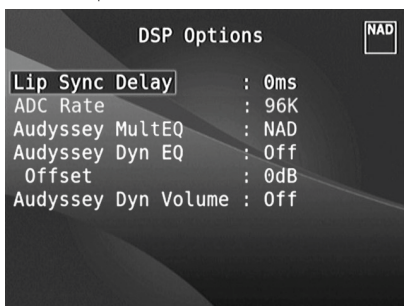 DSP Options
NAD
Lip Sync Delay : 0ms
ADC Rate : 96K
Audyssey MultEQ : NAD
Audyssey Dyn EQ : Off
Offset : 0dB
Audyssey Dyn Volume : Off